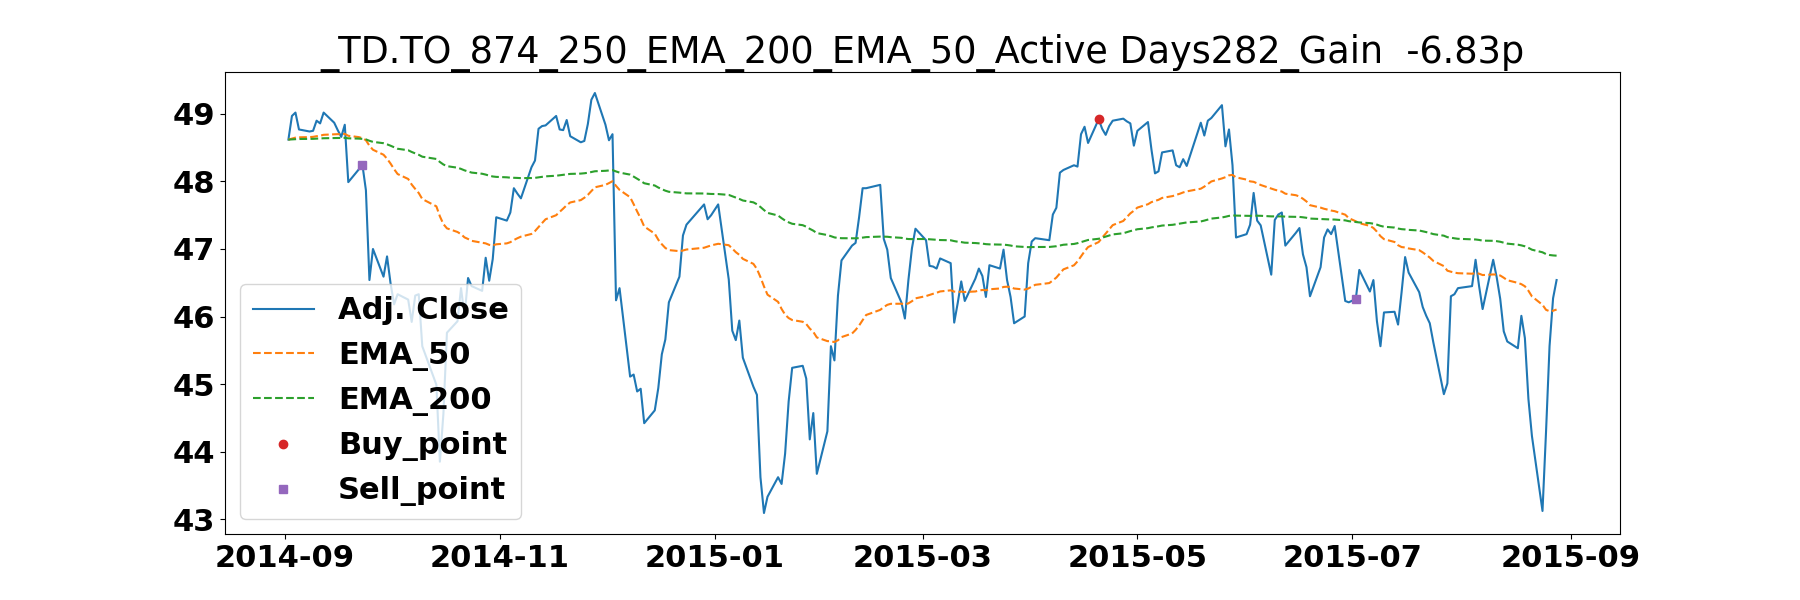 _TD.TO_874_250_EMA_200_EMA_50_Active Days282_Gain  -6.83p
49
48
47
46
45
44
43
Adj. Close
EMA_50
EMA_200
Buy_point
Sell_point
2014-09 2014-11 2015-01 2015-03 2015-05 2015-07 2015-09